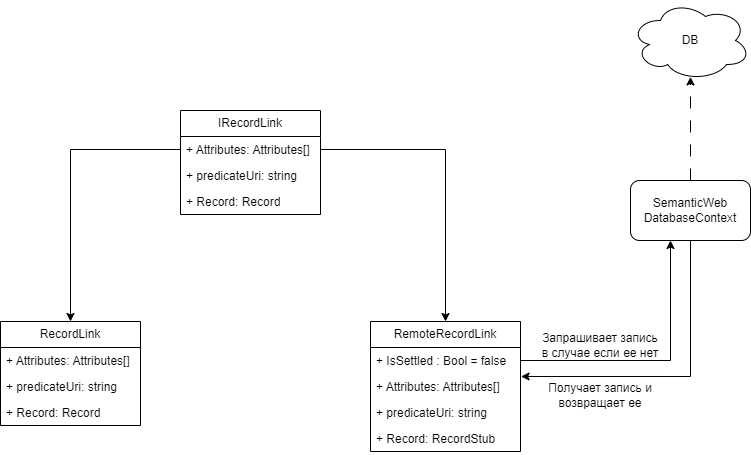 DB
IRecordLink
+ Attributes: Attributes[]
+ predicateUri: string
+ Record: Record
SemanticWeb
DatabaseContext
RecordLink
+ Attributes: Attributes[]
+ predicateUri: string
+ Record: Record
RemoteRecordLink
+ IsSettled : Bool = false
+ Attributes: Attributes[]
+ predicateUri: string
+ Record: RecordStub
Запрашивает запись
в случае если ее нет
Получает запись и
возвращает ее